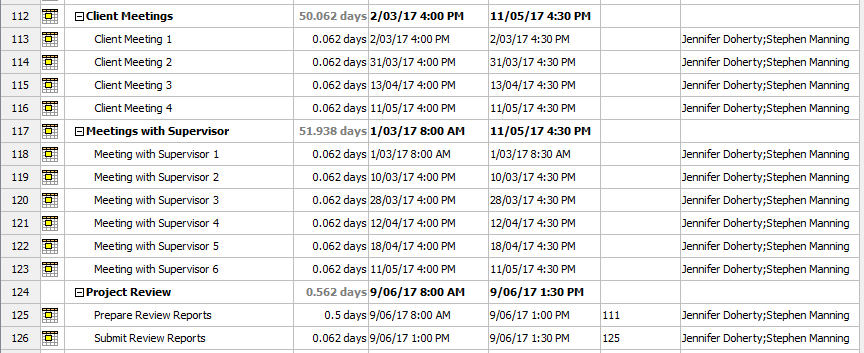 112 Client Meetings 50.062 days 2/03/17 4:00 PM 11/05/17 4:30 PM
113 Client Meeting 1 0.062 days 2/03/17 4:00 PM 2/03/17 4:30 PM Jennifer Doherty;Stephen Manning
114 Client Meeting 2 0.062 days 31/03/17 4:00 PM 31/03/17 4:30 PM Jennifer Doherty;Stephen Manning
115 Client Meeting 3 0.062 days 13/04/17 4:00 PM 13/04/17 4:30 PM Jennifer Doherty;Stephen Manning
116 Client Meeting 4 0.062 days 11/05/17 4:00 PM 11/05/17 4:30 PM Jennifer Doherty;Stephen Manning
117 Meetings with Supervisor 51.938 days 1/03/17 8:00 AM 11/05/17 4:30 PM
118 Meeting with Supervisor 1 0.062 days 1/03/17 8:00 AM 1/03/17 8:30 AM Jennifer Doherty;Stephen Manning
119 Meeting with Supervisor 2 0.062 days 10/03/17 4:00 PM 10/03/17 4:30 PM Jennifer Doherty;Stephen Manning
120 Meeting with Supervisor 3 0.062 days 28/03/17 4:00 PM 28/03/17 4:30 PM Jennifer Doherty;Stephen Manning
121 Meeting with Supervisor 4 0.062 days 12/04/17 4:00 PM 12/04/17 4:30 PM Jennifer Doherty;Stephen Manning
122 Meeting with Supervisor 5 0.062 days 18/04/17 4:00 PM 18/04/17 4:30 PM Jennifer Doherty;Stephen Manning
123 Meeting with Supervisor 6 0.062 days 11/05/17 4:00 PM 11/05/17 4:30 PM Jennifer Doherty;Stephen Manning
124 Project Review 0.562 days 9/06/17 8:00 AM 9/06/17 1:30 PM
125 Prepare Review Reports 0.5 days 9/06/17 8:00 AM 9/06/17 1:00 PM 111 Jennifer Doherty;Stephen Manning
126 Submit Review Reports 0.062 days 9/06/17 1:00 PM 9/06/17 1:30 PM 125 Jennifer Doherty;Stephen Manning